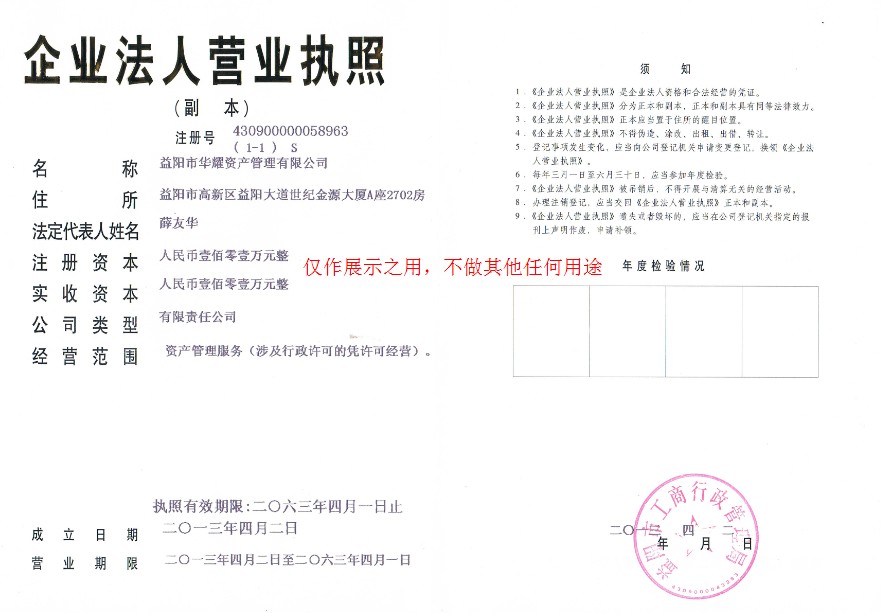 企业法人营业执照
（副 本）
注册号 430900000058963
( 1-1 ) S
名 称 益阳市华耀资产管理有限公司
住 所 益阳市高新区益阳大道世纪金源大厦A座2702房
法定代表人姓名 薛友华
注册资本 人民币壹佰零壹万元整
实收资本 人民币壹佰零壹万元整
公司类型 有限责任公司
经营范围 资产管理服务（涉及行政许可的凭许可经营）。
执照有效期限:二〇六三年四月一日止
成立日期 二〇一三年四月二日
营业期限 二〇一三年四月二日至二〇六三年四月一日
仅作展示之用，不做其他任何用途
须 知
1．《企业法人营业执照》是企业法人资格和合法经营的凭证。
2．《企业法人营业执照》分为正本和副本，正本和副本具有同等法律效力。
3．《企业法人营业执照》正本应当置于住所的醒目位置。
4．《企业法人营业执照》不得伪造、涂改、出租、出借、转让。
5．登记事项发生变化，应当向公司登记机关申请变更登记，换领《企业法
人营业执照》。
6．每年三月一日至六月三十日，应当参加年度检验。
7．《企业法人营业执照》被吊销后，不得开展与清算无关的经营活动。
8．办理注销登记，应当交回《企业法人营业执照》正本和副本。
9．《企业法人营业执照》遗失或者毁坏的，应当在公司登记机关指定的报
刊上声明作废，申请补领。
年度检验情况
益阳市工商行政管理局
二〇一 四 二
年 月 日